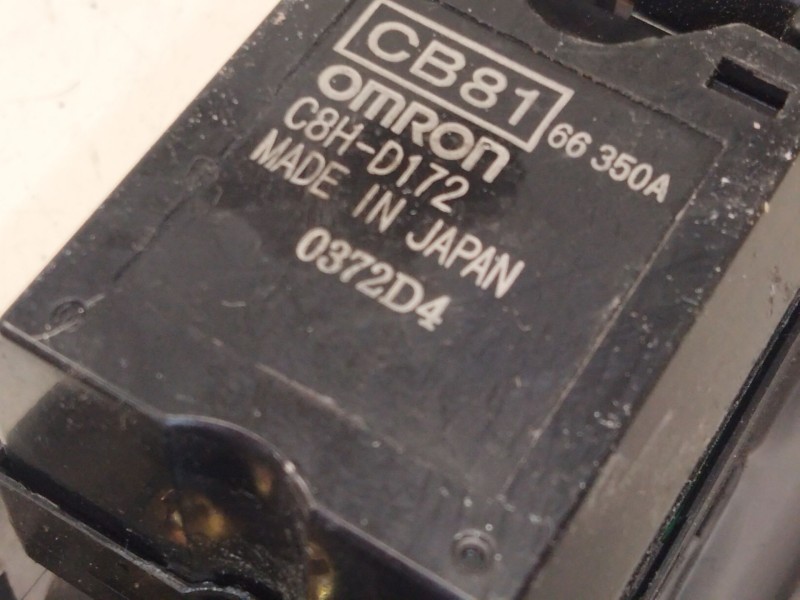 CB81 66 350A
OMRON
C8H-D172
MADE IN JAPAN
0372D4